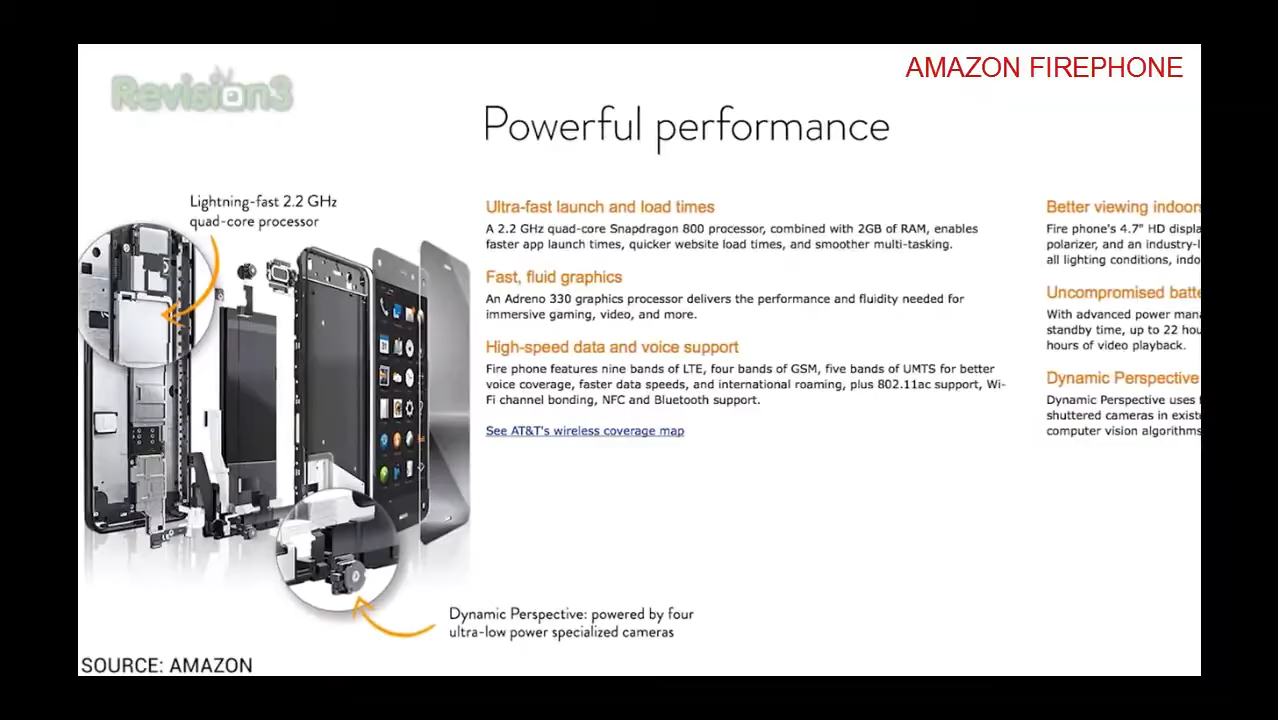 Revision3
AMAZON FIREPHONE
Powerful performance
Lightning-fast 2.2 GHz
quad-core processor
Ultra-fast launch and load times
A 2.2 GHz quad-core Snapdragon 800 processor, combined with 2GB of RAM, enables
faster app launch times, quicker website load times, and smoother multi-tasking.
Fast, fluid graphics
An Adreno 330 graphics processor delivers the performance and fluidity needed for
immersive gaming, video, and more.
High-speed data and voice support
Fire phone features nine bands of LTE, four bands of GSM, five bands of UMTS for better
voice coverage, faster data speeds, and international roaming, plus 802.11ac support, Wi-
Fi channel bonding, NFC and Bluetooth support.
See AT&T's wireless coverage map
Better viewing indoors
Fire phone's 4.7" HD displa
polarizer, and an industry-l
all lighting conditions, indo
Uncompromised batte
With advanced power man
standby time, up to 22 hou
hours of video playback.
Dynamic Perspective
Dynamic Perspective uses f
shuttered cameras in existe
computer vision algorithms
Dynamic Perspective: powered by four
ultra-low power specialized cameras
SOURCE: AMAZON